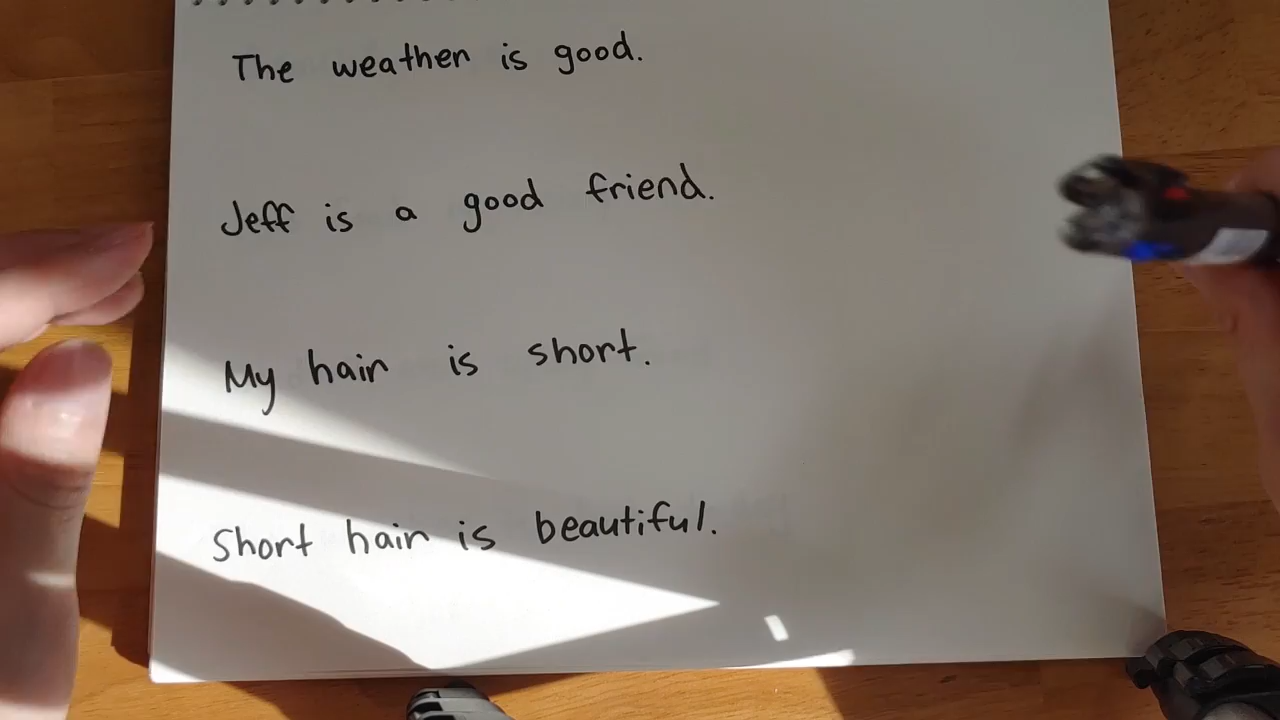 The weather is good.
Jeff is a good friend.
My hair is short.
Short hair is beautiful.